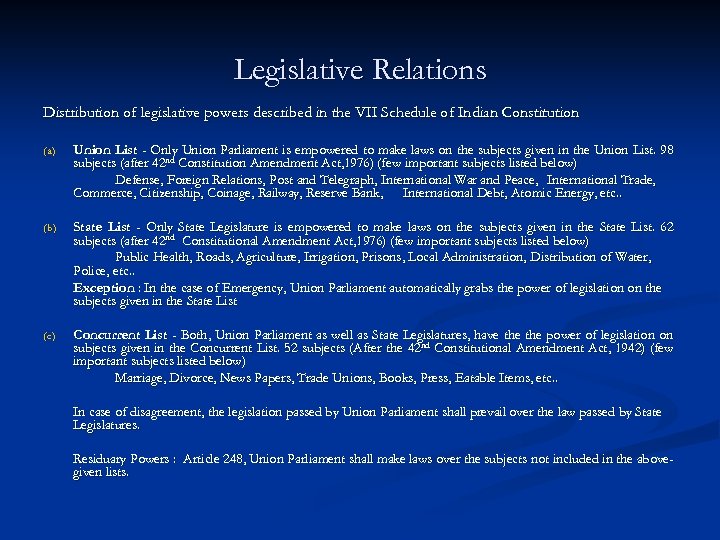 Legislative Relations
Distribution of legislative powers described in the VII Schedule of Indian Constitution
(a) Union List - Only Union Parliament is empowered to make laws on the subjects given in the Union List. 98
subjects (after 42nd Constitution Amendment Act,1976) (few important subjects listed below)
Defense, Foreign Relations, Post and Telegraph, International War and Peace, International Trade,
Commerce, Citizenship, Coinage, Railway, Reserve Bank, International Debt, Atomic Energy, etc..
(b) State List - Only State Legislature is empowered to make laws on the subjects given in the State List. 62
subjects (after 42nd Constitutional Amendment Act,1976) (few important subjects listed below)
Public Health, Roads, Agriculture, Irrigation, Prisons, Local Administration, Distribution of Water,
Police, etc..
Exception : In the case of Emergency, Union Parliament automatically grabs the power of legislation on the
subjects given in the State List
(c) Concurrent List - Both, Union Parliament as well as State Legislatures, have the the power of legislation on
subjects given in the Concurrent List. 52 subjects (After the 42nd Constitutional Amendment Act, 1942) (few
important subjects listed below)
Marriage, Divorce, News Papers, Trade Unions, Books, Press, Eatable Items, etc..
In case of disagreement, the legislation passed by Union Parliament shall prevail over the law passed by State
Legislatures.
Residuary Powers : Article 248, Union Parliament shall make laws over the subjects not included in the above-
given lists.